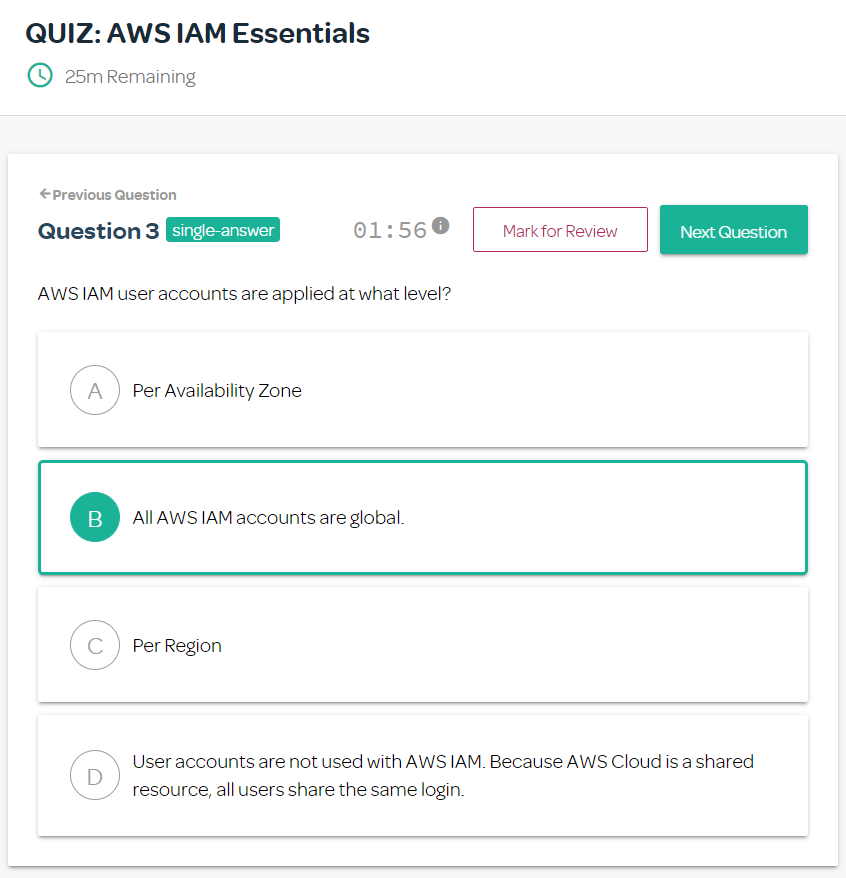 QUIZ: AWS IAM Essentials
25m Remaining
←Previous Question
Question 3 single-answer 01:56 i Mark for Review Next Question
AWS IAM user accounts are applied at what level?
A Per Availability Zone
B All AWS IAM accounts are global.
C Per Region
D User accounts are not used with AWS IAM. Because AWS Cloud is a shared
resource, all users share the same login.